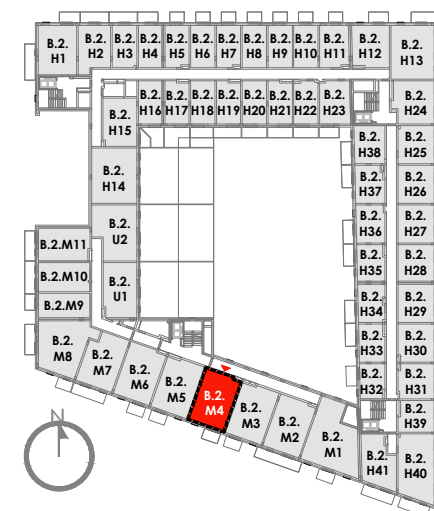 B.2.
H1
B.2.
H2
B.2.
H3
B.2.
H4
B.2.
H5
B.2.
H6
B.2.
H7
B.2.
H8
B.2.
H9
B.2.
H10
B.2.
H11
B.2.
H12
B.2.
H13
B.2.
H15
B.2.
H16
B.2.
H17
B.2.
H18
B.2.
H19
B.2.
H20
B.2.
H21
B.2.
H22
B.2.
H23
B.2.
H24
B.2.
H38
B.2.
H25
B.2.
H14
B.2.
H37
B.2.
H26
B.2.
U2
B.2.
H36
B.2.
H27
B.2.M11
B.2.
H35
B.2.
H28
B.2.M10
B.2.
U1
B.2.
H34
B.2.
H29
B.2.M9
B.2.
H33
B.2.
H30
B.2.
M8
B.2.
M7
B.2.
M6
B.2.
M5
B.2.
M4
B.2.
M3
B.2.
M2
B.2.
M1
B.2.
H32
B.2.
H31
B.2.
H39
B.2.
H41
B.2.
H40
N